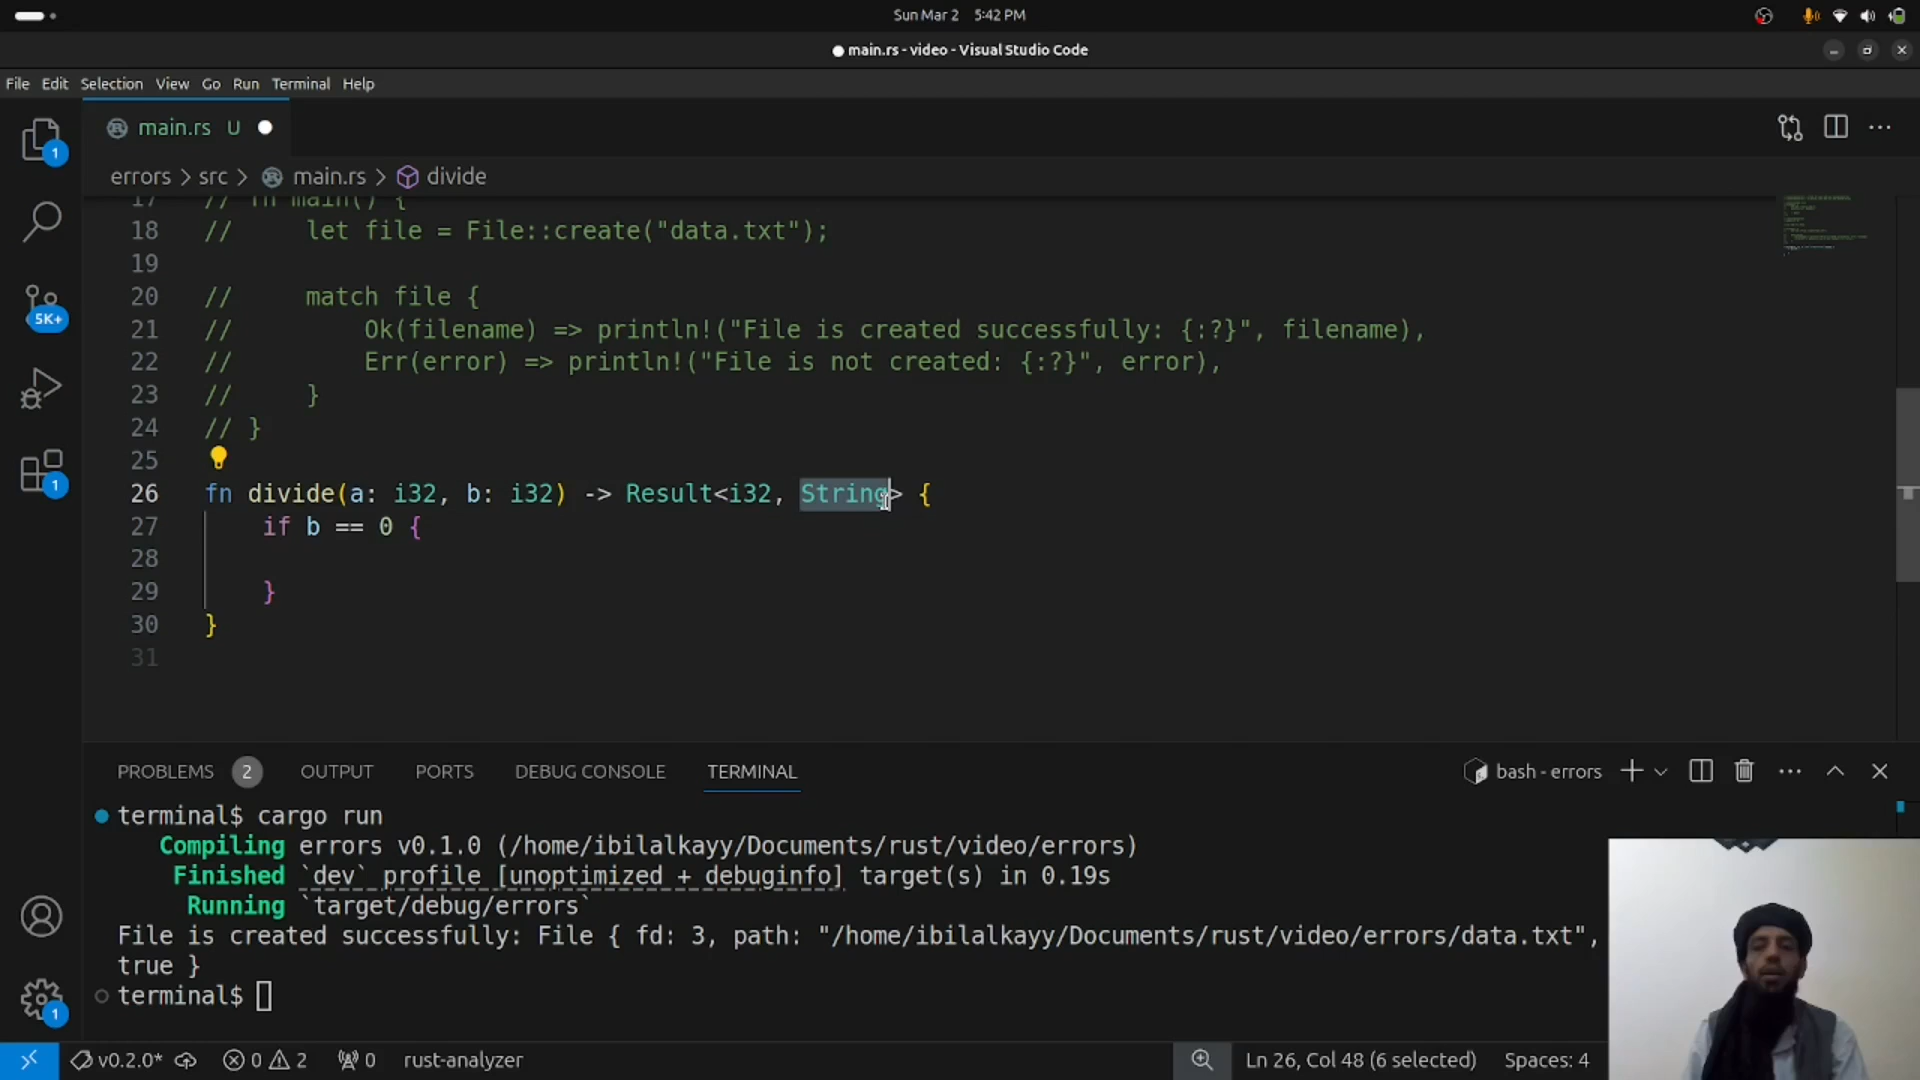 Sun Mar 2 5:42 PM
main.rs - video - Visual Studio Code
File Edit Selection View Go Run Terminal Help
main.rs U
errors > src > main.rs > divide
17 // fn main() {
18 // let file = File::create("data.txt");
19
20 // match file {
21 // Ok(filename) => println!("File is created successfully: {:?}", filename),
22 // Err(error) => println!("File is not created: {:?}", error),
23 // }
24 // }
25
26 fn divide(a: i32, b: i32) -> Result<i32, String> {
27 if b == 0 {
28
29 }
30 }
31
1
5K+
1
1
PROBLEMS 2 OUTPUT PORTS DEBUG CONSOLE TERMINAL bash - errors
terminal$ cargo run
Compiling errors v0.1.0 (/home/ibilalkayy/Documents/rust/video/errors)
Finished `dev` profile [unoptimized + debuginfo] target(s) in 0.19s
Running `target/debug/errors`
File is created successfully: File { fd: 3, path: "/home/ibilalkayy/Documents/rust/video/errors/data.txt",
true }
terminal$
v0.2.0* 0 2 0 rust-analyzer Ln 26, Col 48 (6 selected) Spaces: 4